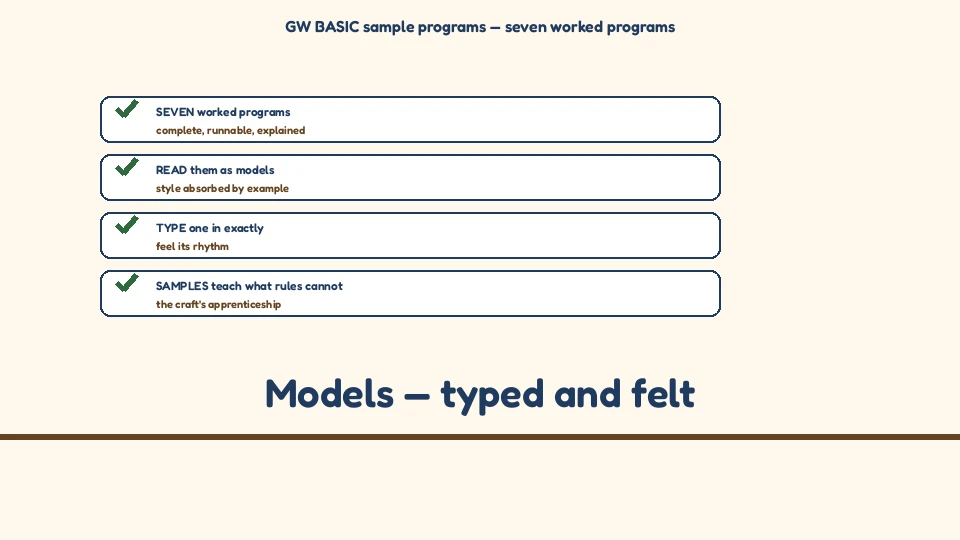 GW BASIC sample programs — seven worked programs
SEVEN worked programs
complete, runnable, explained
READ them as models
style absorbed by example
TYPE one in exactly
feel its rhythm
SAMPLES teach what rules cannot
the craft's apprenticeship
Models — typed and felt